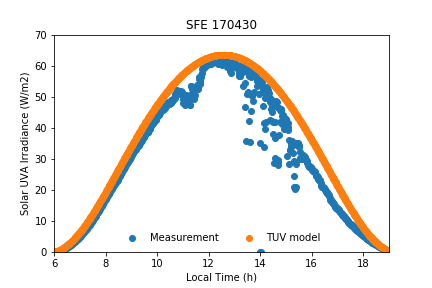 SFE 170430
70
60
50
40
30
20
10
0
Solar UVA Irradiance (W/m2)
Measurement
TUV model
6 8 10 12 14 16 18
Local Time (h)